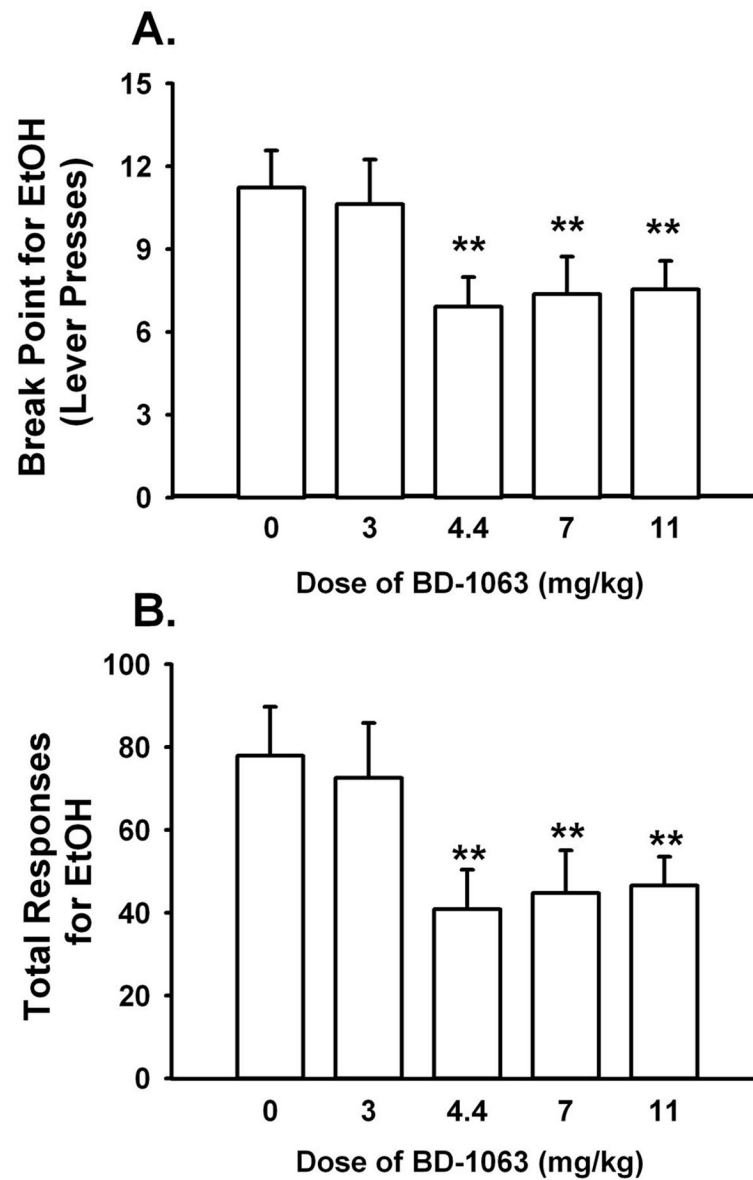 A.
Break Point for EtOH
(Lever Presses)
15
12
9
6
3
0
**
**
**
0 3 4.4 7 11
Dose of BD-1063 (mg/kg)
B.
Total Responses
for EtOH
100
80
60
40
20
0
**
**
**
0 3 4.4 7 11
Dose of BD-1063 (mg/kg)